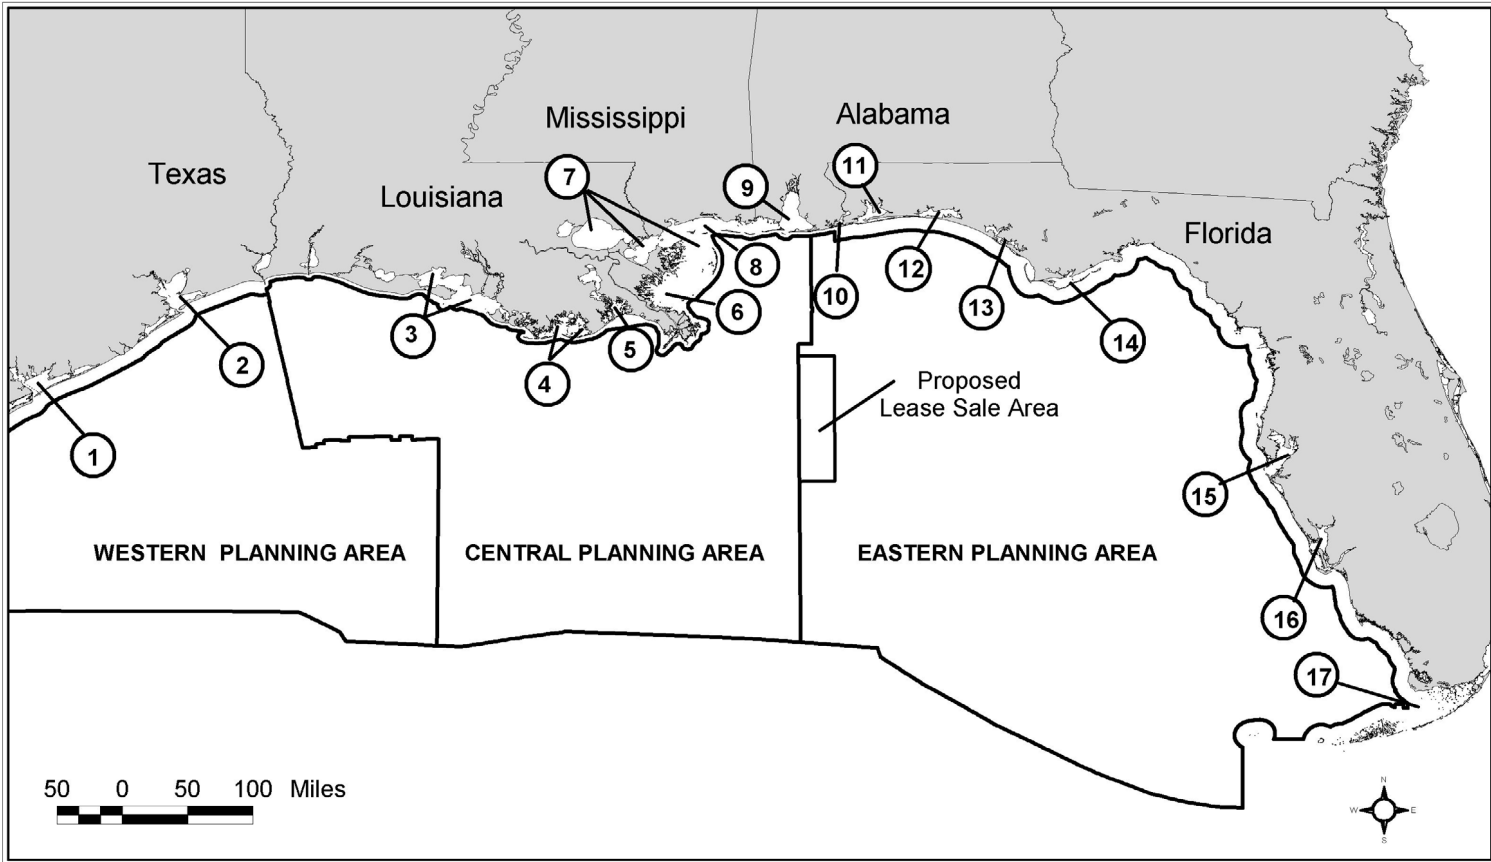 Mississippi
Alabama
Texas
Louisiana
Florida
7
9
11
8
10
12
13
14
6
5
3
4
2
1
Proposed
Lease Sale Area
15
16
17
WESTERN PLANNING AREA
CENTRAL PLANNING AREA
EASTERN PLANNING AREA
50 0 50 100 Miles
N
W E
S